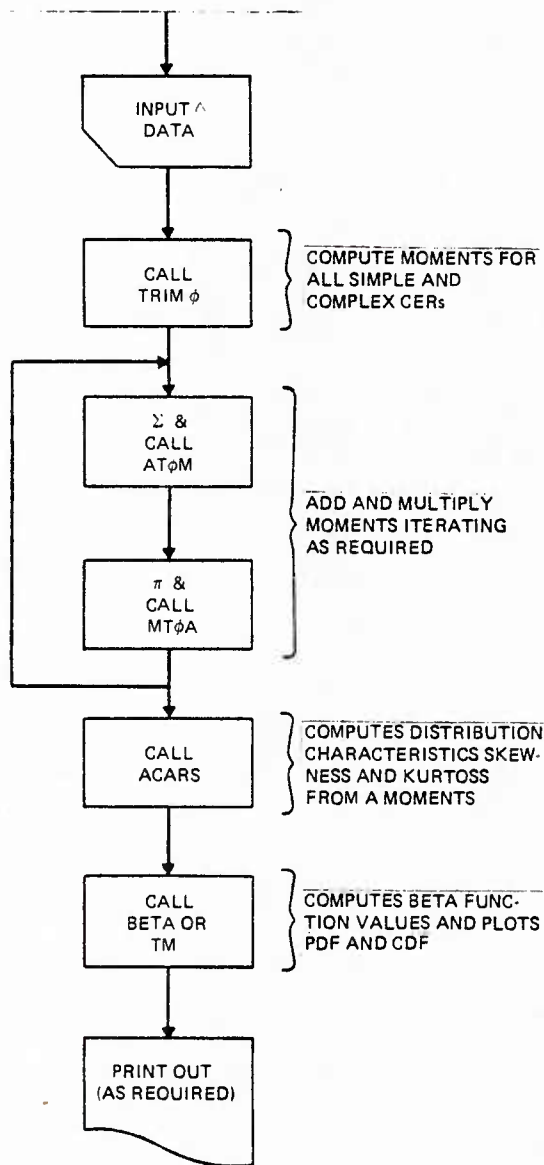 INPUT
DATA
CALL
TRIM φ
COMPUTE MOMENTS FOR
ALL SIMPLE AND
COMPLEX CERs
Σ &
CALL
ATφM
π &
CALL
MTφA
ADD AND MULTIPLY
MOMENTS ITERATING
AS REQUIRED
CALL
ACARS
COMPUTES DISTRIBUTION
CHARACTERISTICS SKEW-
NESS AND KURTOSS
FROM A MOMENTS
CALL
BETA OR
TM
COMPUTES BETA FUNC-
TION VALUES AND PLOTS
PDF AND CDF
PRINT OUT
(AS REQUIRED)